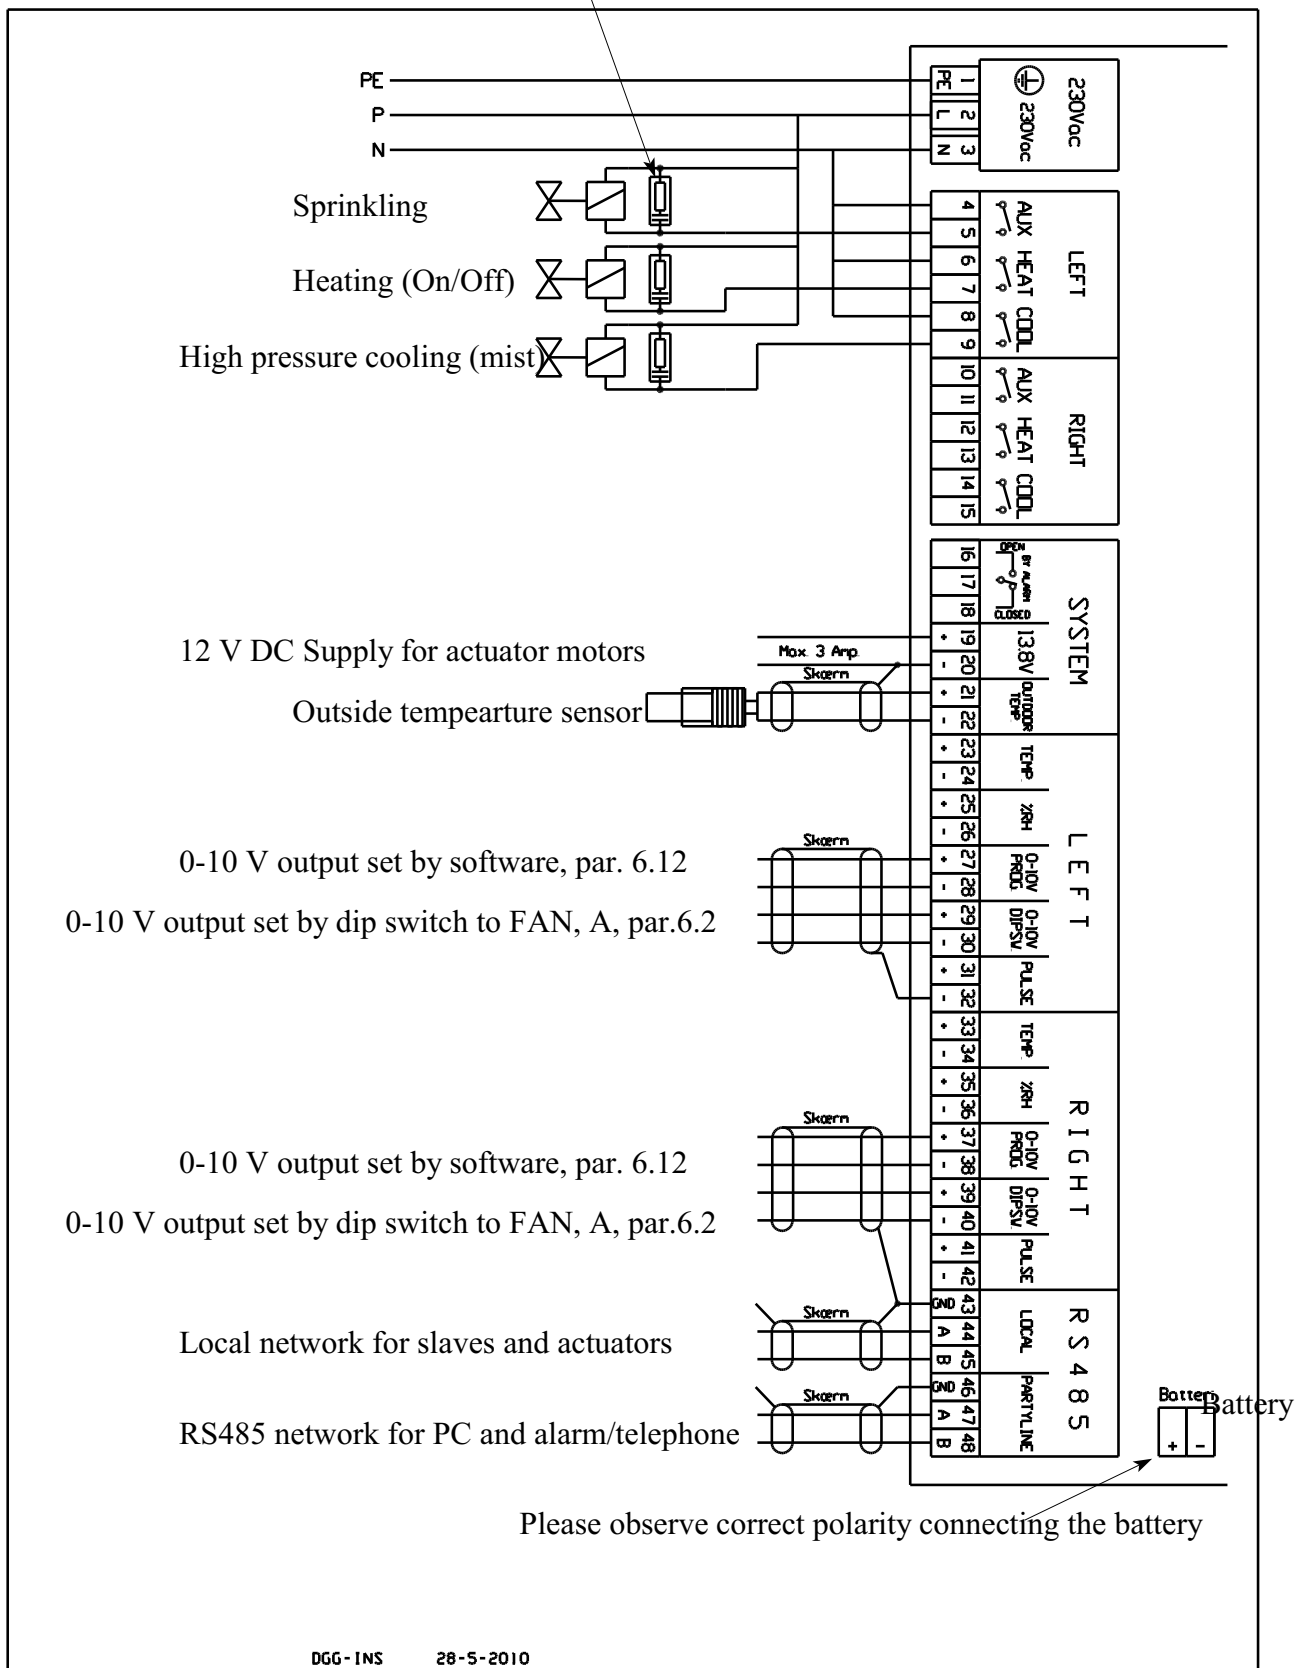 PE
P
N
PE 1
L 2
N 3
230Vac
230Vac
Sprinkling
Heating (On/Off)
High pressure cooling (mist)
4
5
AUX
6
7
HEAT
8
9
COOL
LEFT
10
11
AUX
12
13
HEAT
14
15
COOL
RIGHT
16
17
18
OPEN
BY ALARM
CLOSED
12 V DC Supply for actuator motors
Max. 3 Amp.
+ 19
- 20
13.8V
Skærm
Outside tempearture sensor
+ 21
- 22
OUTDOOR
TEMP.
SYSTEM
+ 23
- 24
TEMP.
+ 25
- 26
%RH
Skærm
0-10 V output set by software, par. 6.12
+ 27
- 28
0-10V
PROG.
0-10 V output set by dip switch to FAN, A, par.6.2
+ 29
- 30
0-10V
DIPSV.
+ 31
- 32
PULSE
LEFT
+ 33
- 34
TEMP.
+ 35
- 36
%RH
Skærm
0-10 V output set by software, par. 6.12
+ 37
- 38
0-10V
PROG.
0-10 V output set by dip switch to FAN, A, par.6.2
+ 39
- 40
0-10V
DIPSV.
+ 41
- 42
PULSE
RIGHT
Skærm
Local network for slaves and actuators
GND 43
A 44
B 45
LOCAL
Skærm
RS485 network for PC and alarm/telephone
GND 46
A 47
B 48
PARTYLINE
RS485
Batteri
Battery
+ -
Please observe correct polarity connecting the battery
DGG-INS 28-5-2010